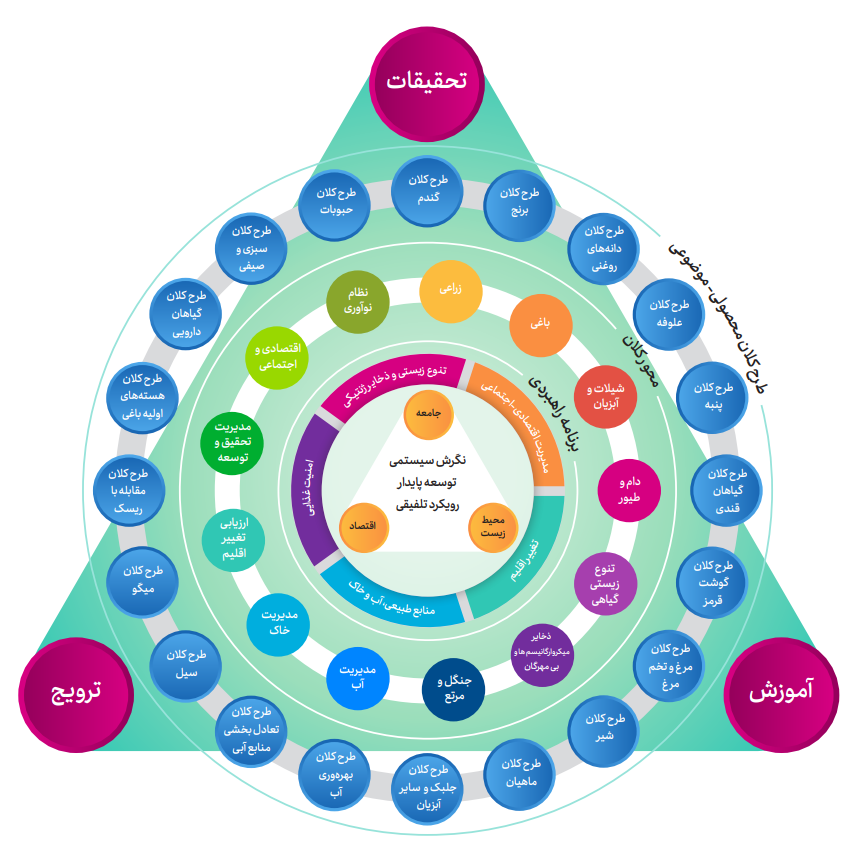 تحقیقات
طرح کلان
گندم
طرح کلان
برنج
طرح کلان
دانه‌های
روغنی
طرح کلان
علوفه
طرح کلان
پنبه
طرح کلان
گیاهان
قندی
طرح کلان
گوشت
قرمز
طرح کلان
مرغ و تخم
مرغ
طرح کلان
شیر
طرح کلان
ماهیان
طرح کلان
جلبک و سایر
آبزیان
طرح کلان
بهره‌وری
آب
طرح کلان
تعادل بخشی
منابع آبی
طرح کلان
سیل
طرح کلان
میگو
طرح کلان
مقابله با
ریسک
طرح کلان
هسته‌های
اولیه باغی
طرح کلان
گیاهان
دارویی
طرح کلان
سبزی و
صیفی
طرح کلان
حبوبات
طرح کلان محصولی-موضوعی
محور کلان
برنامه راهبردی
زراعی
باغی
شیلات و
آبزیان
دام و
طیور
تنوع
زیستی
گیاهی
ذخایر
میکروارگانیسم ها و
بی مهرگان
جنگل و
مرتع
مدیریت
آب
مدیریت
خاک
ارزیابی
تغییر
اقلیم
مدیریت
تحقیق و
توسعه
اقتصادی و
اجتماعی
نظام
نوآوری
تنوع زیستی و ذخایر ژنتیکی
مدیریت اقتصادی-اجتماعی
تغییر اقلیم
منابع طبیعی، آب و خاک
امنیت غذایی
جامعه
نگرش سیستمی
توسعه پایدار
رویکرد تلفیقی
محیط
زیست
اقتصاد
آموزش
ترویج